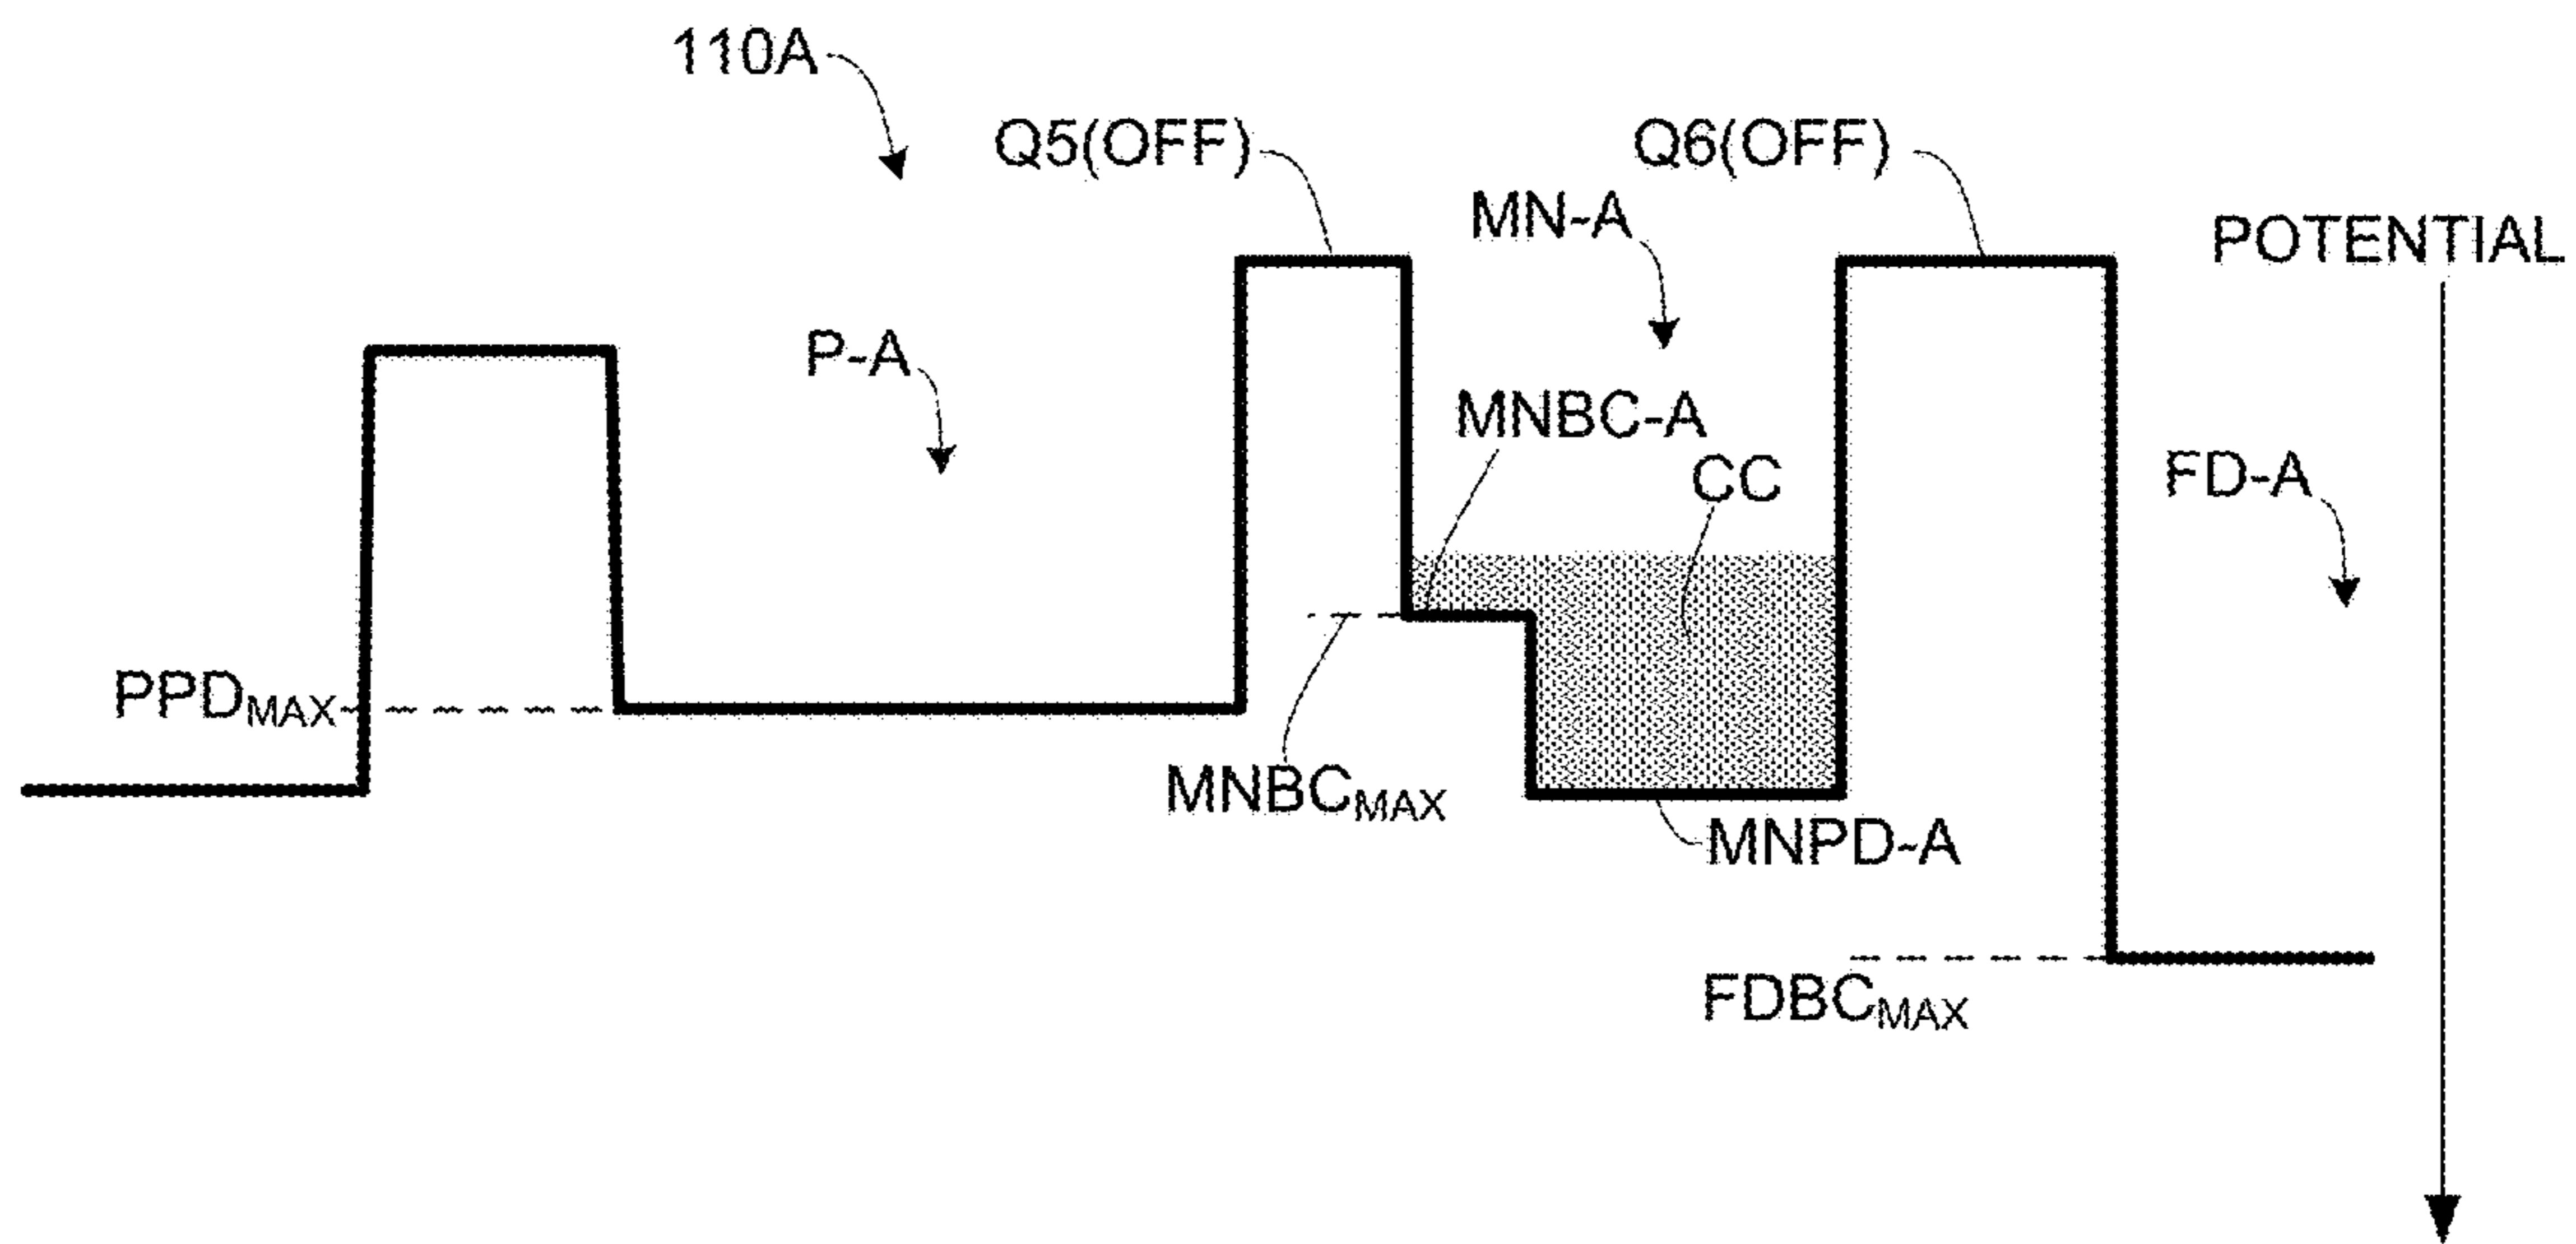 110A
Q5(OFF)
Q6(OFF)
MN-A
POTENTIAL
P-A
MNBC-A
CC
FD-A
PPDMAX
MNBCMAX
MNPD-A
FDBCMAX